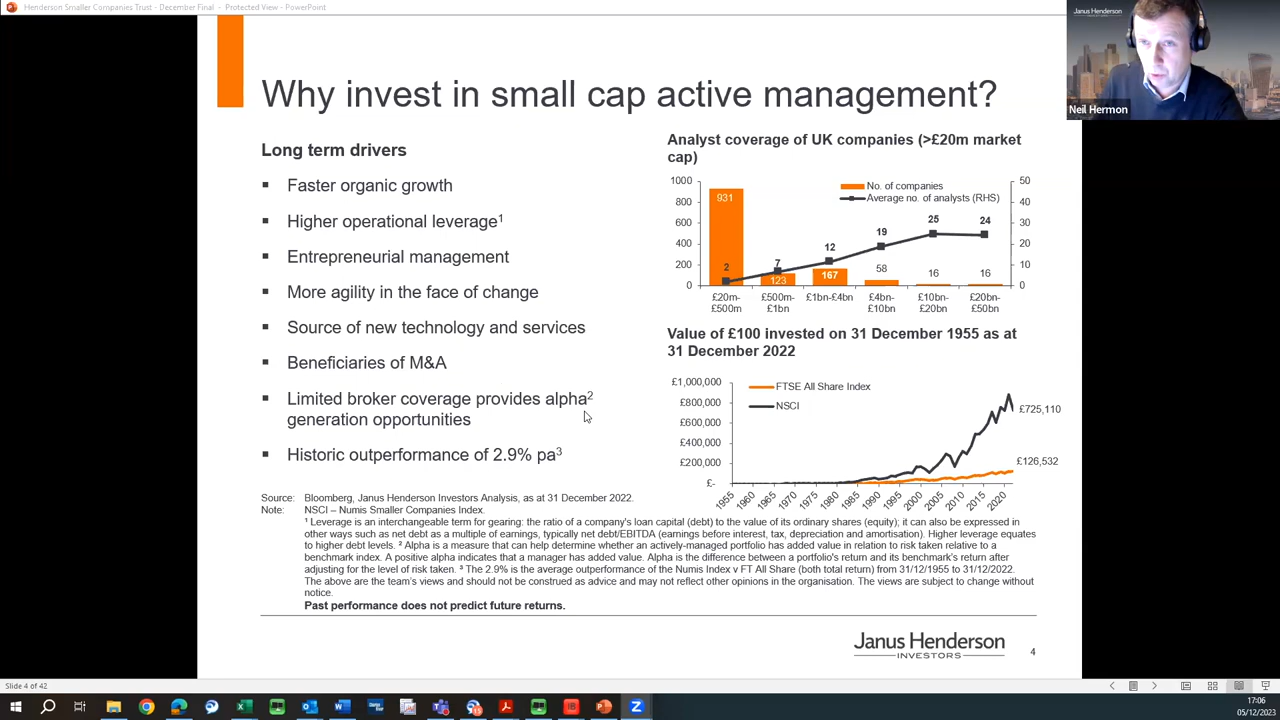 Henderson Smaller Companies Trust - December Final - Protected View - PowerPoint
Janus Henderson
INVESTORS
Neil Hermon
Why invest in small cap active management?
Long term drivers
▪ Faster organic growth
▪ Higher operational leverage¹
▪ Entrepreneurial management
▪ More agility in the face of change
▪ Source of new technology and services
▪ Beneficiaries of M&A
▪ Limited broker coverage provides alpha²
generation opportunities
▪ Historic outperformance of 2.9% pa³
Analyst coverage of UK companies (>£20m market
cap)
No. of companies
Average no. of analysts (RHS)
1000
800
600
400
200
0
50
40
30
20
10
0
931
123
167
58
16
16
2
7
12
19
25
24
£20m-
£500m
£500m-
£1bn
£1bn-£4bn
£4bn-
£10bn
£10bn-
£20bn
£20bn-
£50bn
Value of £100 invested on 31 December 1955 as at
31 December 2022
FTSE All Share Index
NSCI
£1,000,000
£800,000
£600,000
£400,000
£200,000
£-
£725,110
£126,532
1955
1960
1965
1970
1975
1980
1985
1990
1995
2000
2005
2010
2015
2020
Source: Bloomberg, Janus Henderson Investors Analysis, as at 31 December 2022.
Note: NSCI – Numis Smaller Companies Index.
¹ Leverage is an interchangeable term for gearing: the ratio of a company's loan capital (debt) to the value of its ordinary shares (equity); it can also be expressed in
other ways such as net debt as a multiple of earnings, typically net debt/EBITDA (earnings before interest, tax, depreciation and amortisation). Higher leverage equates
to higher debt levels. ² Alpha is a measure that can help determine whether an actively-managed portfolio has added value in relation to risk taken relative to a
benchmark index. A positive alpha indicates that a manager has added value. Alpha is the difference between a portfolio's return and its benchmark's return after
adjusting for the level of risk taken. ³ The 2.9% is the average outperformance of the Numis Index v FT All Share (both total return) from 31/12/1955 to 31/12/2022.
The above are the team's views and should not be construed as advice and may not reflect other opinions in the organisation. The views are subject to change without
notice.
Past performance does not predict future returns.
Janus Henderson
INVESTORS
4
Slide 4 of 42
17:06
05/12/2023